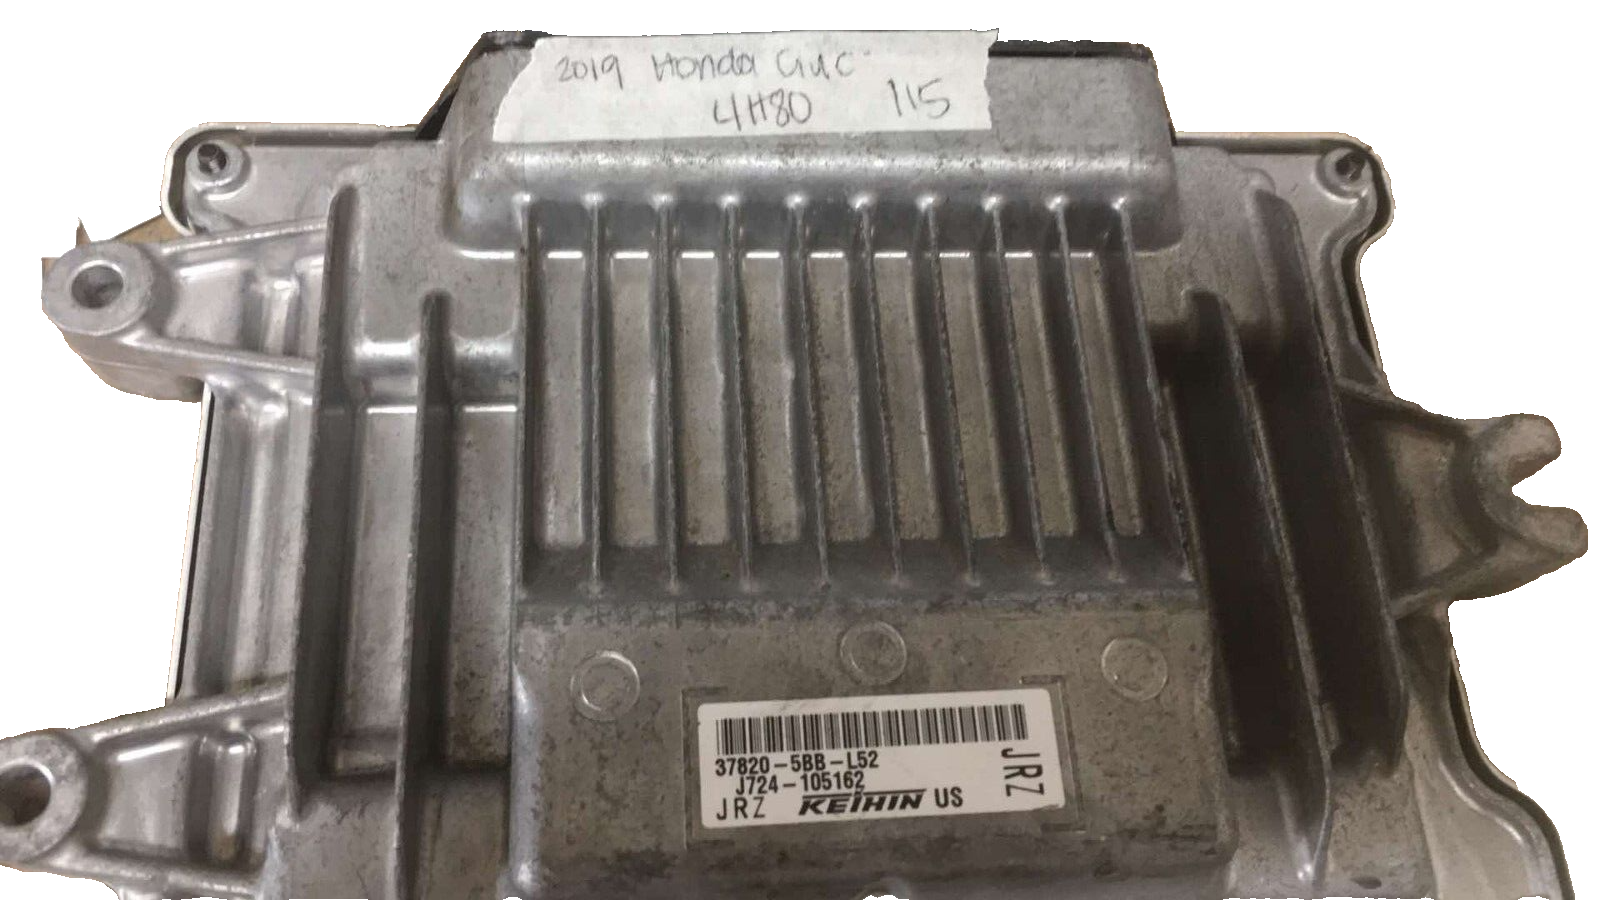 2019 Honda Civic
4H80 115
37820-5BB-L52
J724-105162
JRZ KEIHIN US
JRZ